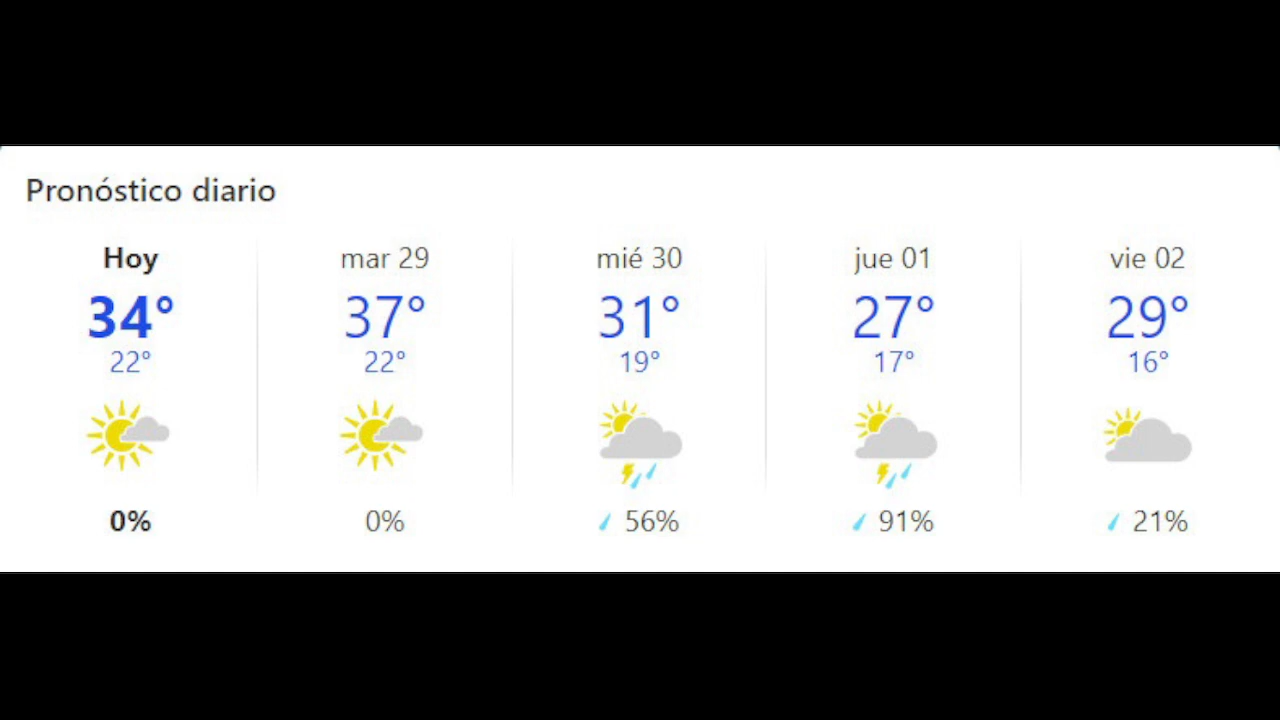 Pronóstico diario
Hoy mar 29 mié 30 jue 01 vie 02
34° 37° 31° 27° 29°
22° 22° 19° 17° 16°
0% 0% 56% 91% 21%